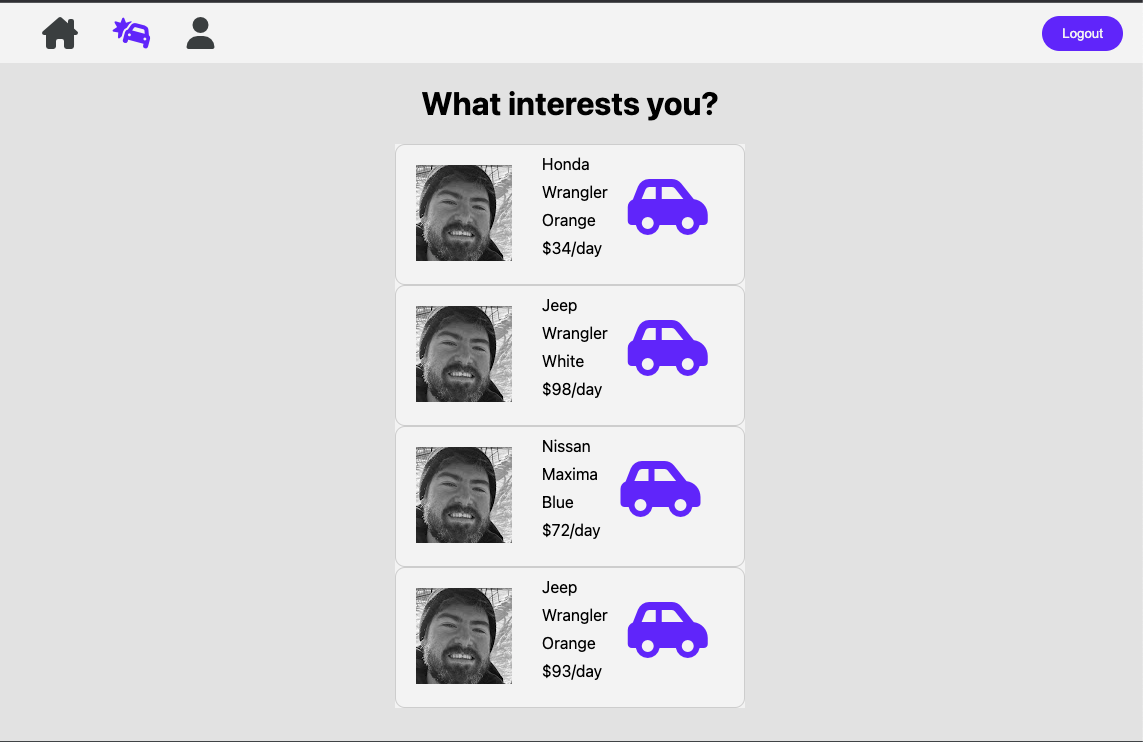 Logout
What interests you?
Honda
Wrangler
Orange
$34/day
Jeep
Wrangler
White
$98/day
Nissan
Maxima
Blue
$72/day
Jeep
Wrangler
Orange
$93/day